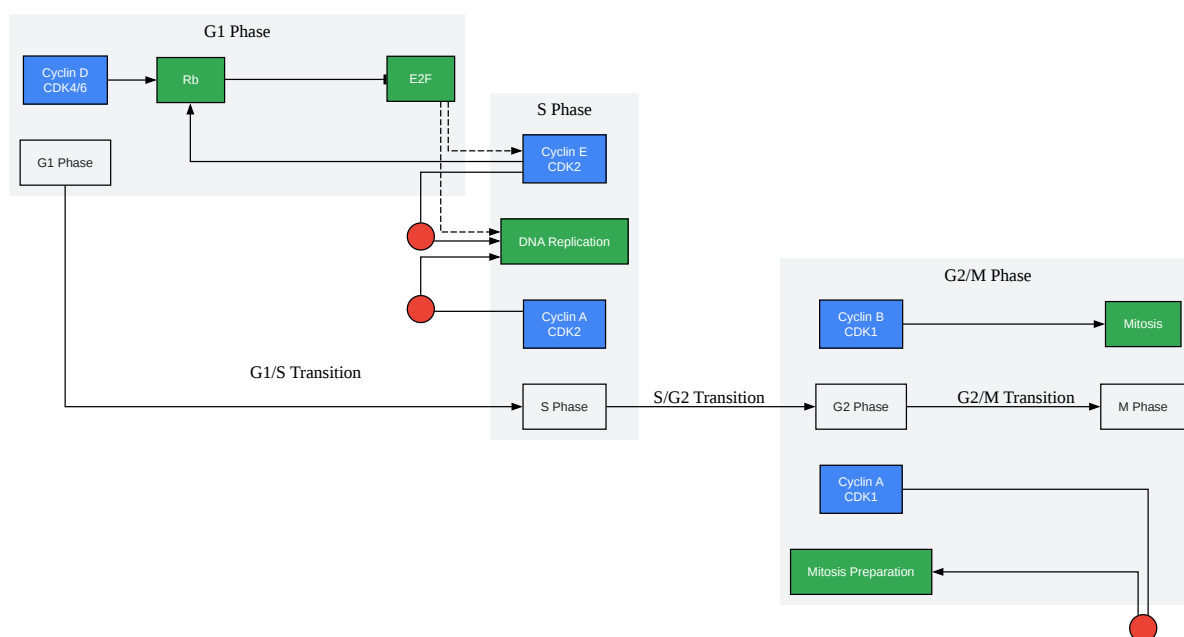 G1 Phase
Cyclin D
CDK4/6
Rb
E2F
G1 Phase
S Phase
Cyclin E
CDK2
DNA Replication
Cyclin A
CDK2
G1/S Transition
S Phase
S/G2 Transition
G2/M Phase
Cyclin B
CDK1
Mitosis
G2 Phase
G2/M Transition
M Phase
Cyclin A
CDK1
Mitosis Preparation